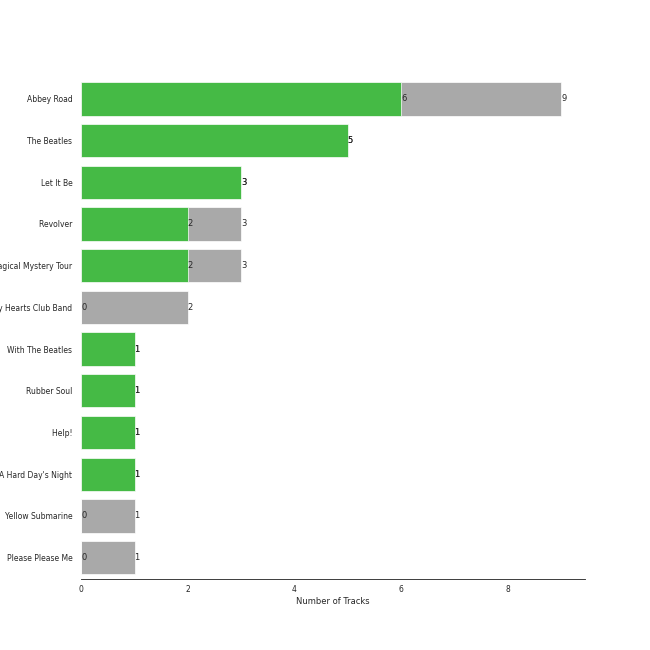 Abbey Road 6 9
The Beatles 5
Let It Be 3
Revolver 2 3
Mystery Tour 2 3
Hearts Club Band 0 2
With The Beatles 1
Rubber Soul 1
Help! 1
A Hard Day's Night 1
Yellow Submarine 0 1
Please Please Me 0 1
0 2 4 6 8
Number of Tracks